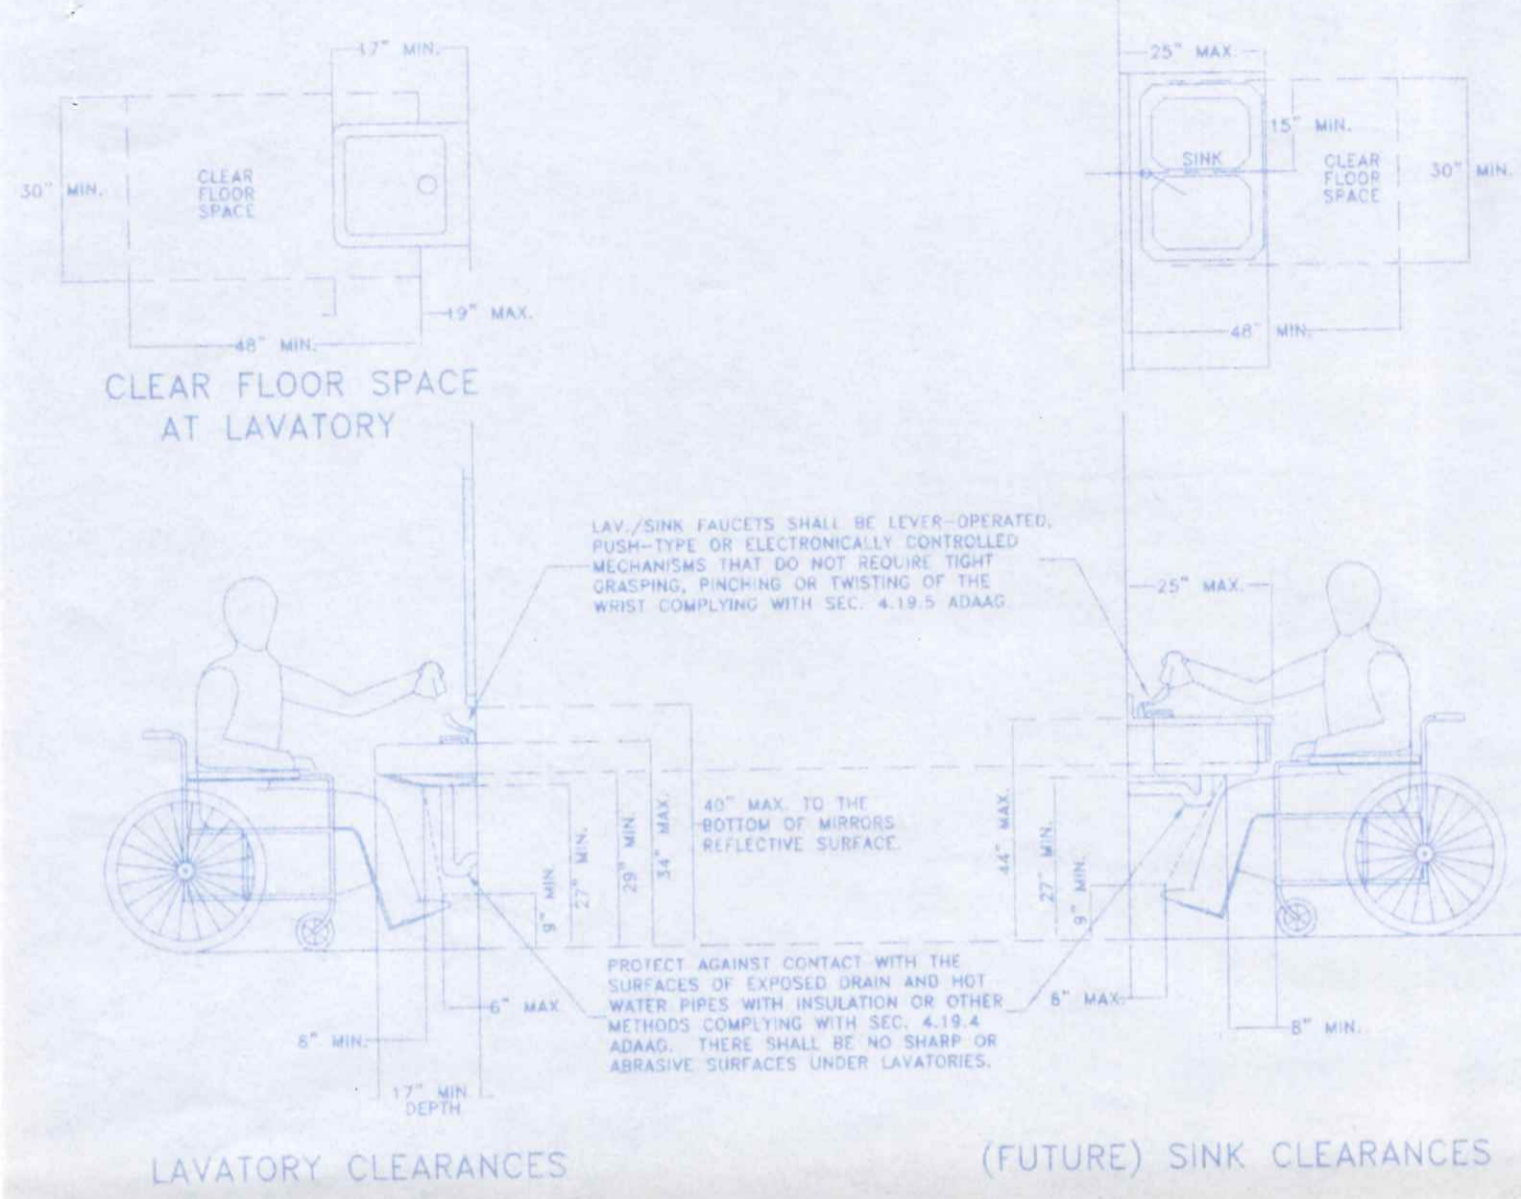 17" MIN.
30" MIN.
CLEAR
FLOOR
SPACE
19" MAX.
48" MIN.
CLEAR FLOOR SPACE
AT LAVATORY
25" MAX.
15" MIN.
SINK
CLEAR
FLOOR
SPACE
30" MIN.
48" MIN.
LAV./SINK FAUCETS SHALL BE LEVER-OPERATED,
PUSH-TYPE OR ELECTRONICALLY CONTROLLED
MECHANISMS THAT DO NOT REQUIRE TIGHT
GRASPING, PINCHING OR TWISTING OF THE
WRIST COMPLYING WITH SEC. 4.19.5 ADAAG.
25" MAX.
40" MAX. TO THE
BOTTOM OF MIRRORS
REFLECTIVE SURFACE.
9" MIN.
27" MIN.
29" MIN.
34" MAX.
44" MAX.
27" MIN.
9" MIN.
PROTECT AGAINST CONTACT WITH THE
SURFACES OF EXPOSED DRAIN AND HOT
WATER PIPES WITH INSULATION OR OTHER
METHODS COMPLYING WITH SEC. 4.19.4
ADAAG. THERE SHALL BE NO SHARP OR
ABRASIVE SURFACES UNDER LAVATORIES.
6" MAX
8" MIN.
17" MIN
DEPTH
6" MAX.
8" MIN.
LAVATORY CLEARANCES
(FUTURE) SINK CLEARANCES